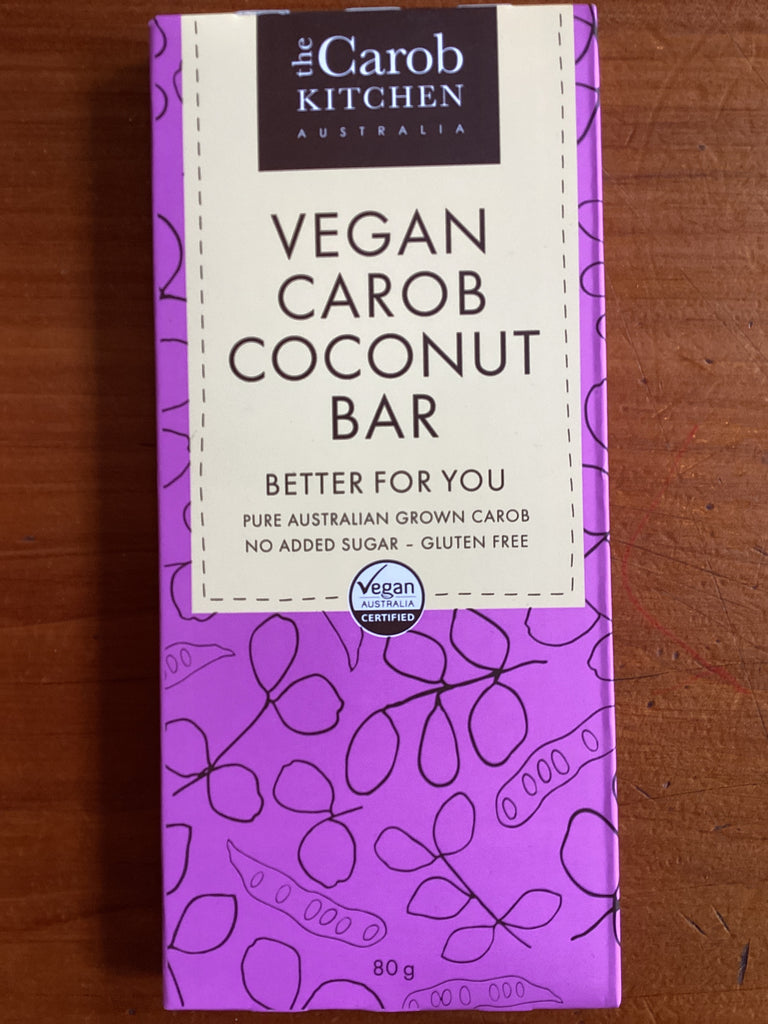 the Carob
KITCHEN
AUSTRALIA
VEGAN
CAROB
COCONUT
BAR
BETTER FOR YOU
PURE AUSTRALIAN GROWN CAROB
NO ADDED SUGAR – GLUTEN FREE
Vegan
AUSTRALIA
CERTIFIED
80 g